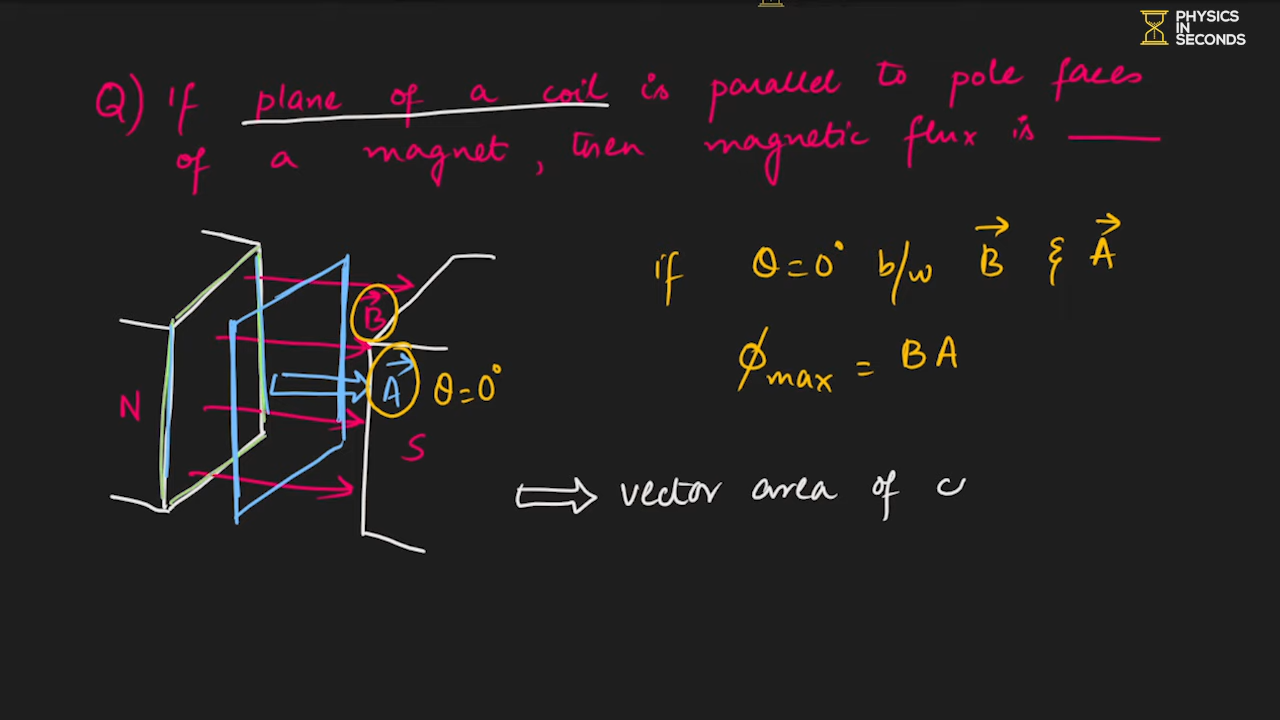 PHYSICS
IN
SECONDS
Q) If plane of a coil is parallel to pole faces
of a magnet, then magnetic flux is ____
if θ=0° b/w B⃗ & A⃗
B⃗
ϕmax = BA
A⃗ θ=0°
N
S
⇒ vector area of c